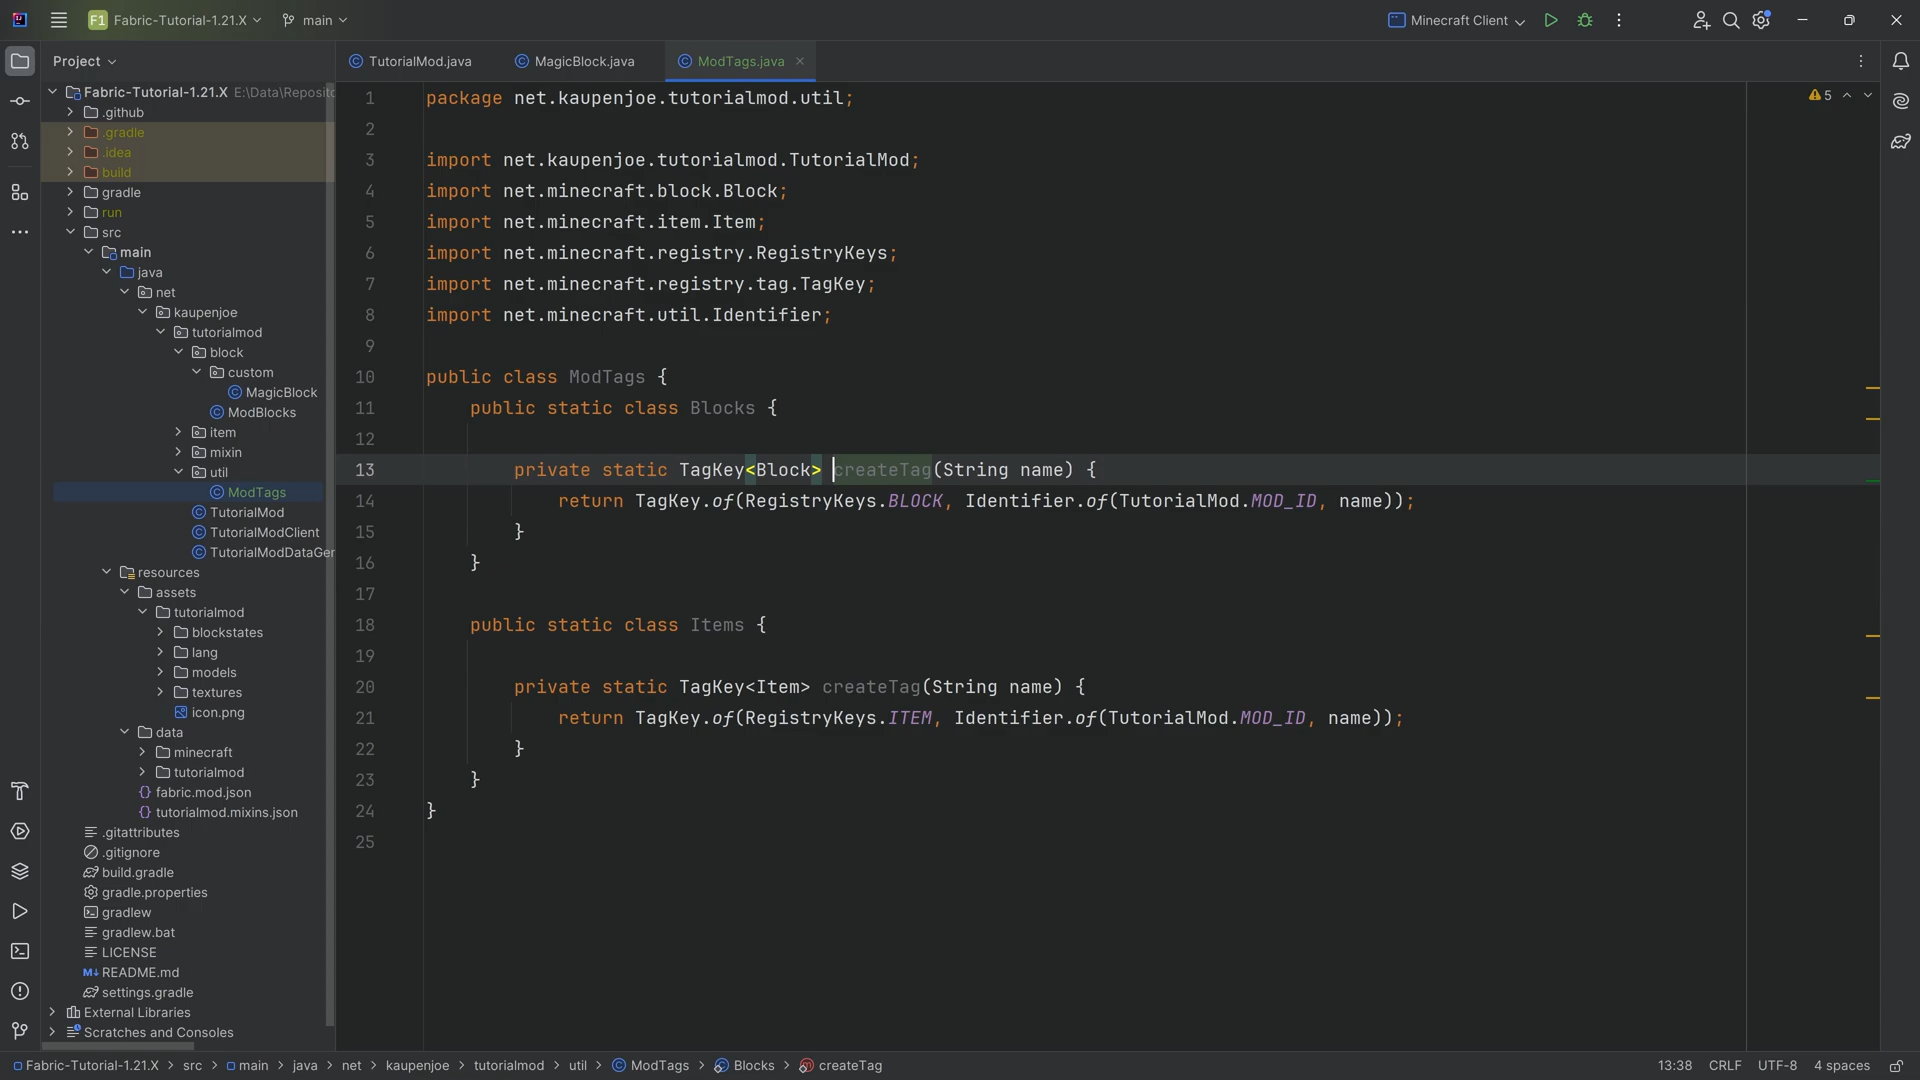 F1 Fabric-Tutorial-1.21.X main Minecraft Client
Project
TutorialMod.java MagicBlock.java ModTags.java
Fabric-Tutorial-1.21.X E:\Data\Reposito
.github
.gradle
.idea
build
gradle
run
src
main
java
net
kaupenjoe
tutorialmod
block
custom
MagicBlock
ModBlocks
item
mixin
util
ModTags
TutorialMod
TutorialModClient
TutorialModDataGen
resources
assets
tutorialmod
blockstates
lang
models
textures
icon.png
data
minecraft
tutorialmod
fabric.mod.json
tutorialmod.mixins.json
.gitattributes
.gitignore
build.gradle
gradle.properties
gradlew
gradlew.bat
LICENSE
README.md
settings.gradle
External Libraries
Scratches and Consoles
5
1 package net.kaupenjoe.tutorialmod.util;
2
3 import net.kaupenjoe.tutorialmod.TutorialMod;
4 import net.minecraft.block.Block;
5 import net.minecraft.item.Item;
6 import net.minecraft.registry.RegistryKeys;
7 import net.minecraft.registry.tag.TagKey;
8 import net.minecraft.util.Identifier;
9
10 public class ModTags {
11 public static class Blocks {
12
13 private static TagKey<Block> createTag(String name) {
14 return TagKey.of(RegistryKeys.BLOCK, Identifier.of(TutorialMod.MOD_ID, name));
15 }
16 }
17
18 public static class Items {
19
20 private static TagKey<Item> createTag(String name) {
21 return TagKey.of(RegistryKeys.ITEM, Identifier.of(TutorialMod.MOD_ID, name));
22 }
23 }
24 }
25
Fabric-Tutorial-1.21.X > src > main > java > net > kaupenjoe > tutorialmod > util > ModTags > Blocks > createTag 13:38 CRLF UTF-8 4 spaces